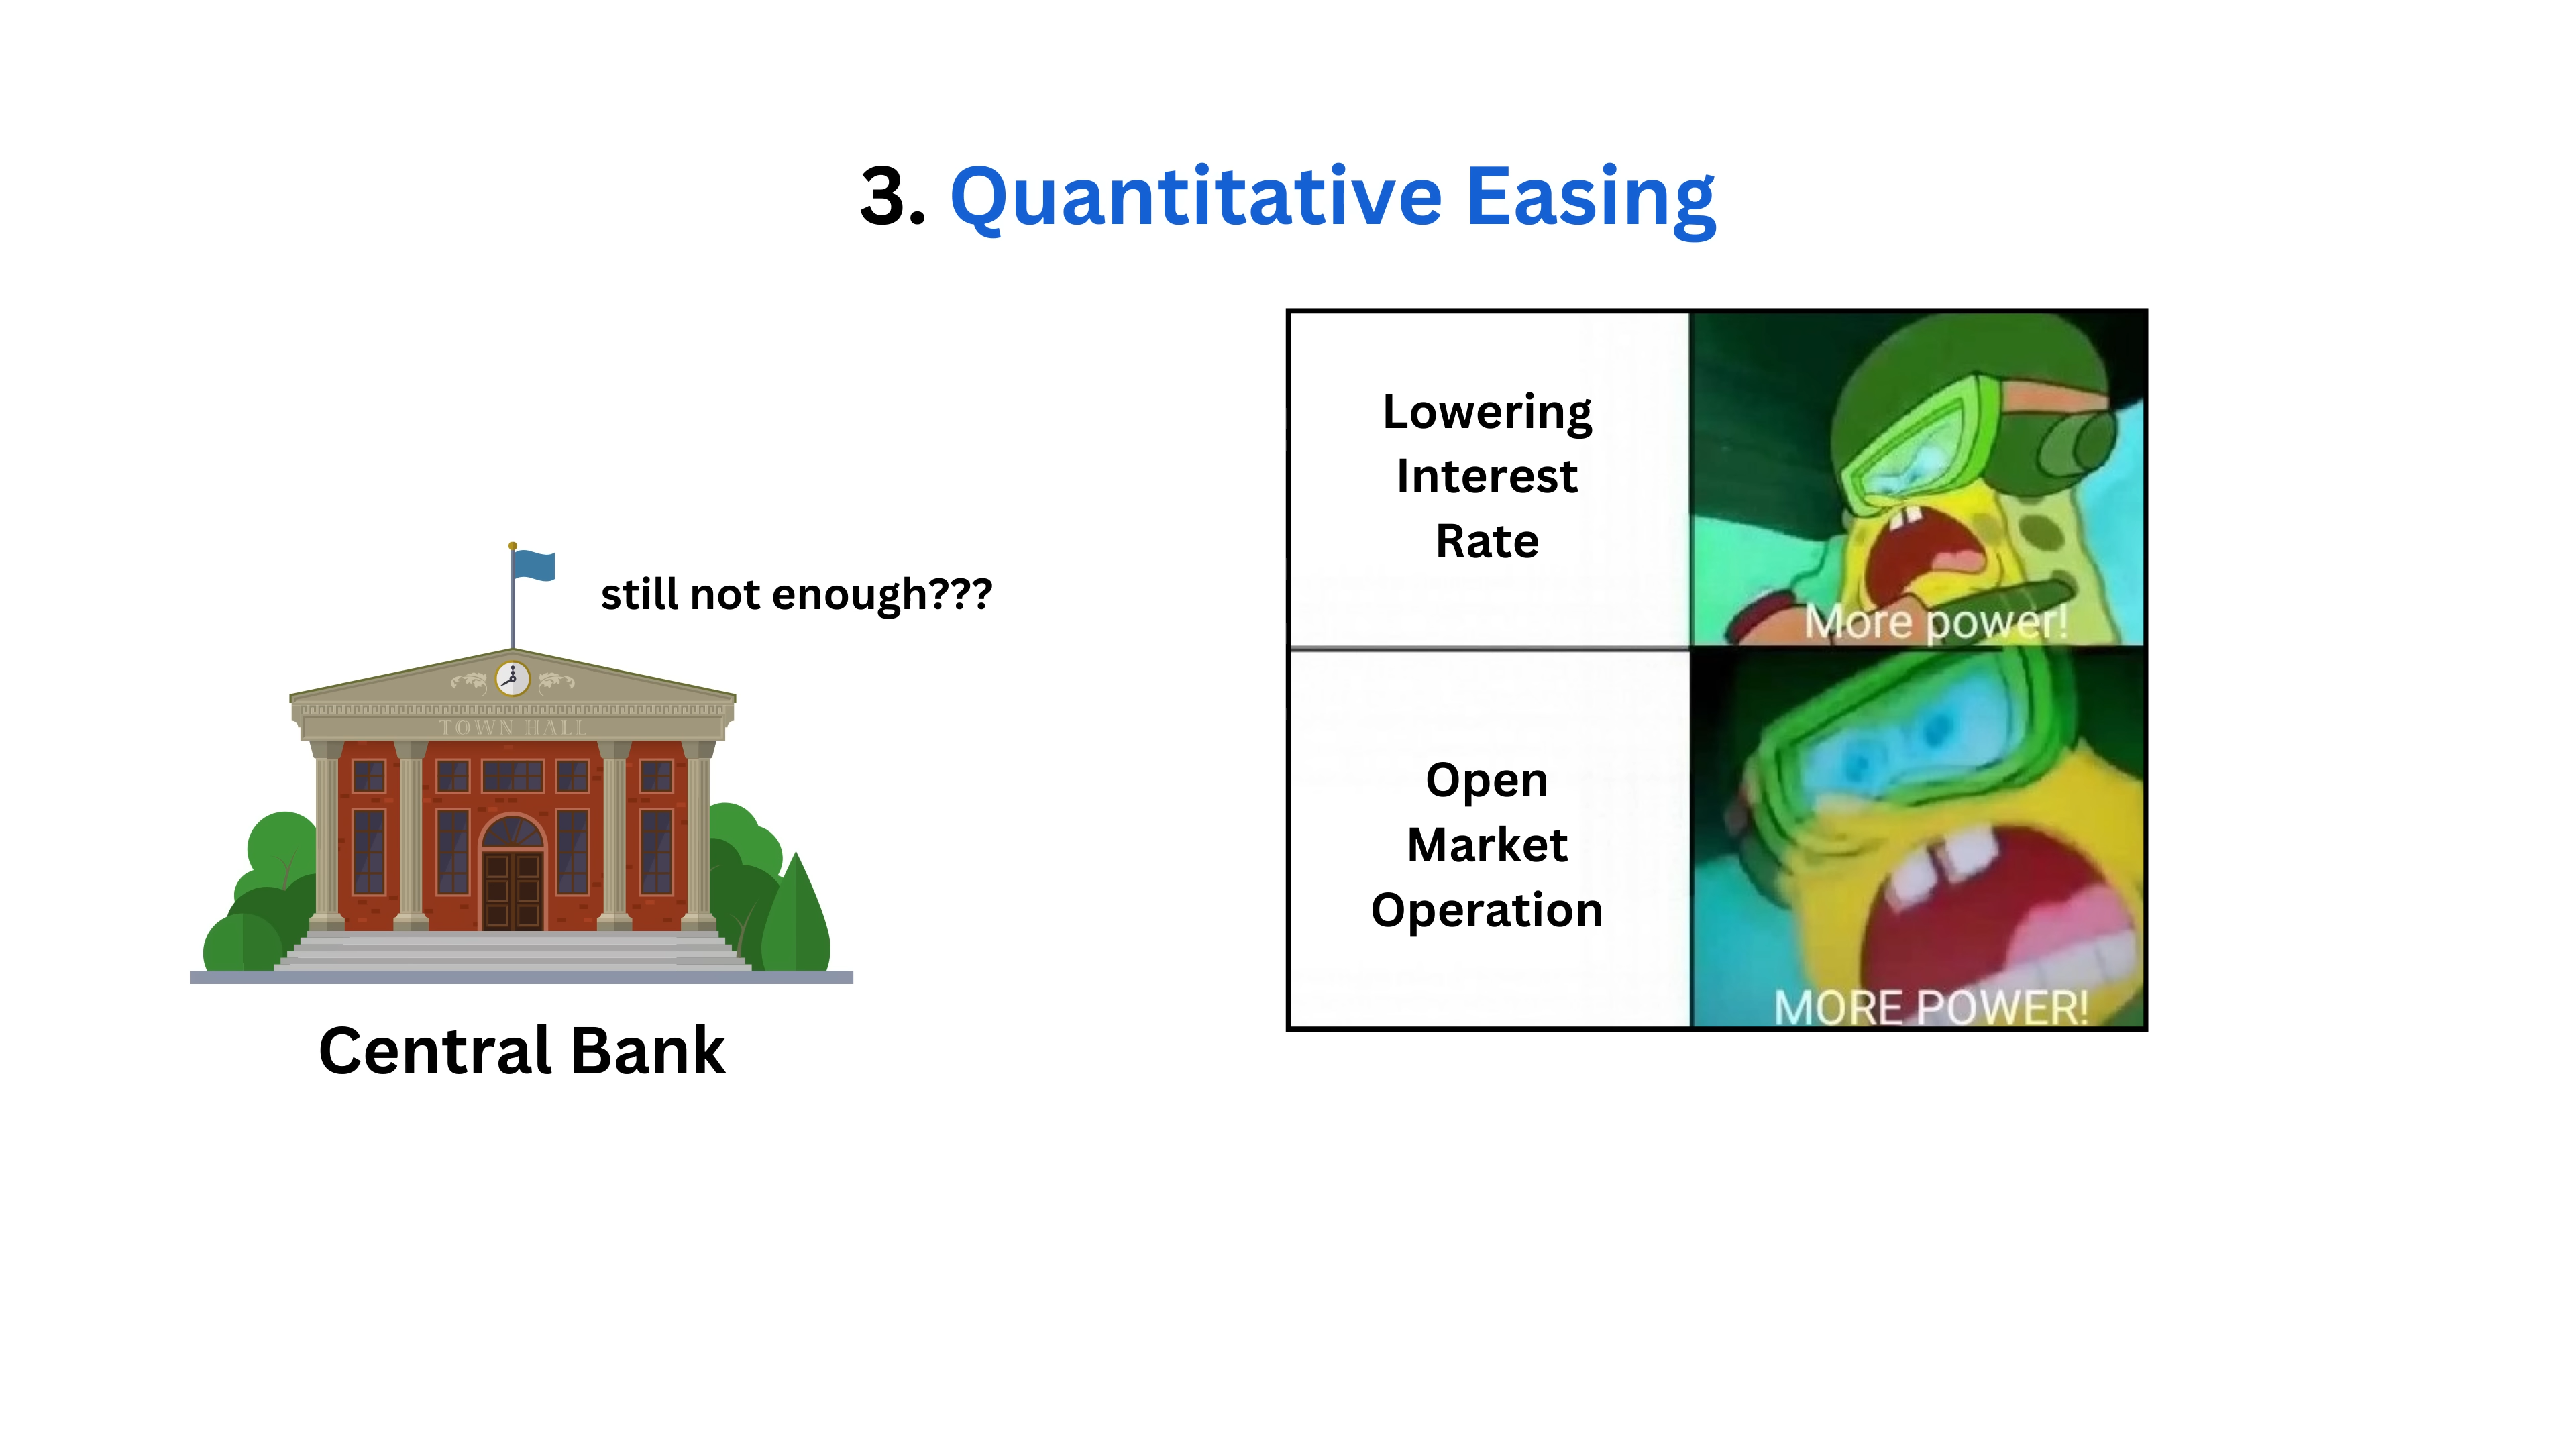 3. Quantitative Easing
still not enough???
TOWN HALL
Central Bank
Lowering
Interest
Rate
More power!
Open
Market
Operation
MORE POWER!